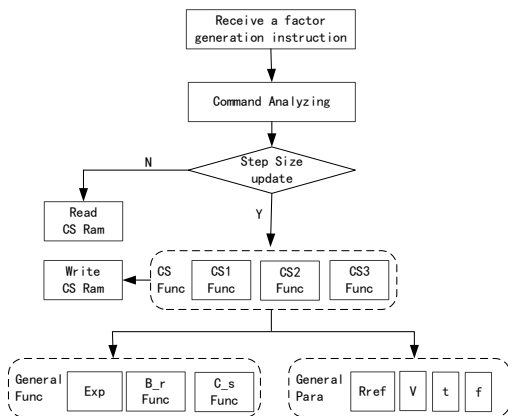 Receive a factor
generation instruction
Command Analyzing
Step Size
update
N
Y
Read
CS Ram
Write
CS Ram
CS
Func
CS1
Func
CS2
Func
CS3
Func
General
Func
Exp
B_r
Func
C_s
Func
General
Para
Rref
V
t
f